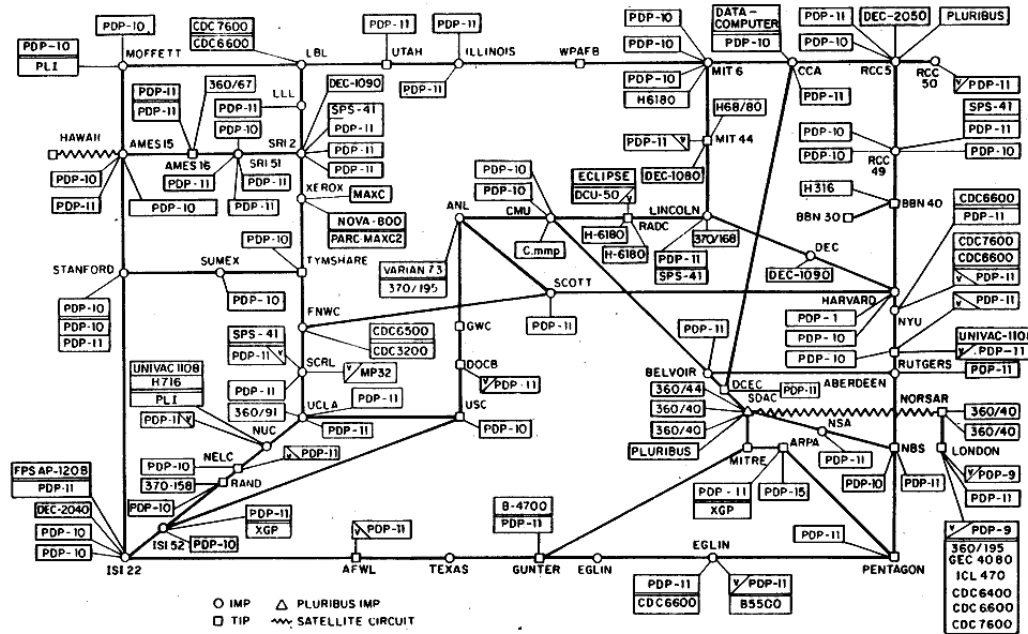 PDP-10
PLI
PDP-10
MOFFETT
CDC7600
CDC6600
LBL
PDP-11
UTAH
PDP-11
ILLINOIS
PDP-11
WPAFB
PDP-10
PDP-10
MIT 6
PDP-10
H6180
DATA-
COMPUTER
PDP-10
CCA
PDP-11
PDP-11
PDP-10
DEC-2050
PLURIBUS
RCC5
RCC
50
PDP-11
LLL
PDP-11
DEC-1090
SPS-41
PDP-11
PDP-11
PDP-11
SRI 2
PDP-11
PDP-11
360/67
PDP-10
HAWAII
AMES15
AMES16
SRI 51
PDP-11
PDP-11
PDP-10
PDP-11
PDP-10
H68/80
PDP-11
MIT 44
DEC-1080
PDP-10
PDP-10
SPS-41
PDP-11
PDP-10
RCC
49
XEROX
MAXC
NOVA-800
PARC-MAXC2
ANL
PDP-10
PDP-10
CMU
C.mmp
ECLIPSE
DCU-50
RADC
H-6180
H-6180
LINCOLN
370/168
PDP-11
SPS-41
H316
BBN 30
BBN 40
CDC6600
PDP-11
CDC7600
CDC6600
PDP-11
PDP-11
DEC
DEC-1090
STANFORD
PDP-10
PDP-10
PDP-11
SUMEX
PDP-10
PDP-10
TYMSHARE
VARIAN 73
370/195
SCOTT
PDP-11
HARVARD
PDP-1
PDP-10
PDP-10
NYU
FNWC
CDC6500
CDC3200
GWC
SPS-41
PDP-11
SCRL
MP32
DOCB
PDP-11
PDP-11
BELVOIR
DCEC
PDP-11
ABERDEEN
RUTGERS
UNIVAC-1108
PDP-11
PDP-11
UNIVAC 1108
H716
PLI
PDP-11
PDP-11
360/91
UCLA
PDP-11
PDP-11
USC
PDP-10
360/44
360/40
360/40
PLURIBUS
SDAC
NORSAR
360/40
360/40
NUC
NELC
PDP-11
PDP-10
370-158
RAND
PDP-10
MITRE
ARPA
PDP-11
XGP
PDP-15
NSA
PDP-11
NBS
PDP-10
PDP-11
LONDON
PDP-9
PDP-11
PDP-9
360/195
GEC 4080
ICL 470
CDC6400
CDC6600
CDC7600
FPS AP-120B
PDP-11
DEC-2040
PDP-10
PDP-10
ISI 22
ISI 52
PDP-11
XGP
PDP-10
PDP-11
AFWL
TEXAS
B-4700
PDP-11
GUNTER
EGLIN
EGLIN
PDP-11
CDC6600
PDP-11
B5500
PDP-11
PENTAGON
IMP
TIP
PLURIBUS IMP
SATELLITE CIRCUIT